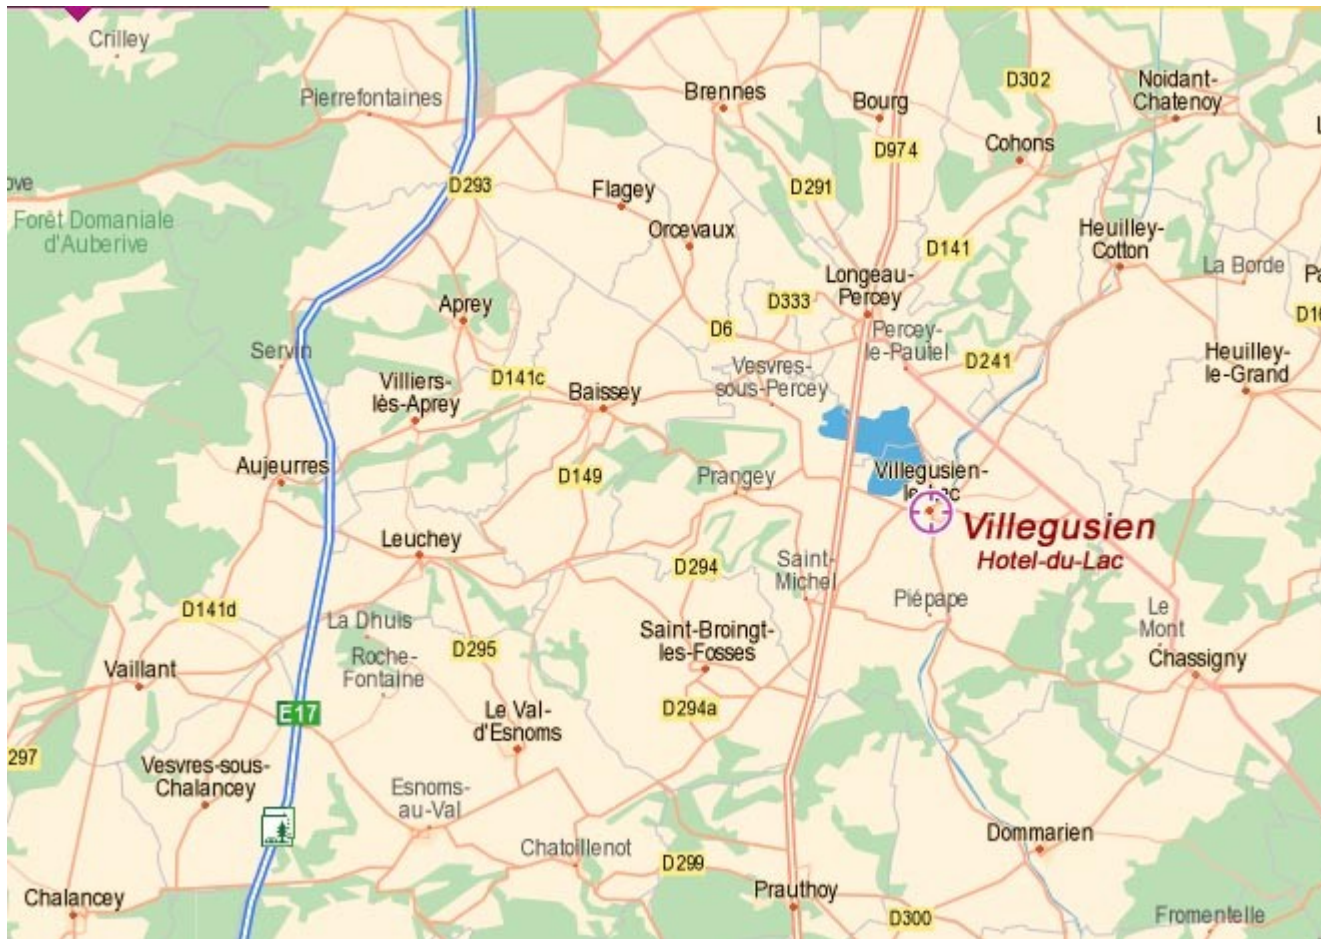 Crilley
Pierrefontaines
Brennes
Bourg
D302
Noidant-
Chatenoy
Cohons
D974
D293
D291
Flagey
Forêt Domaniale
d'Auberive
Orcevaux
D141
Heuilley-
Cotton
La Borde
Longeau-
Percey
Aprey
D333
D6
Percey-
le-Pautel
D241
Servin
Heuilley-
le-Grand
Villiers-
lès-Aprey
D141c
Baissey
Vesvres-
sous-Percey
Aujeurres
D149
Prangey
Villegusien-
le-Lac
Villegusien
Hotel-du-Lac
Leuchey
D294
Saint-
Michel
Piépape
D141d
La Dhuis
Le
Mont
Saint-Broingt-
les-Fosses
Roche-
Fontaine
D295
Vaillant
Chassigny
E17
D294a
Le Val-
d'Esnoms
297
Vesvres-sous-
Chalancey
Esnoms-
au-Val
Chatoillenot
D299
Dommarien
Chalancey
Prauthoy
D300
Fromentelle